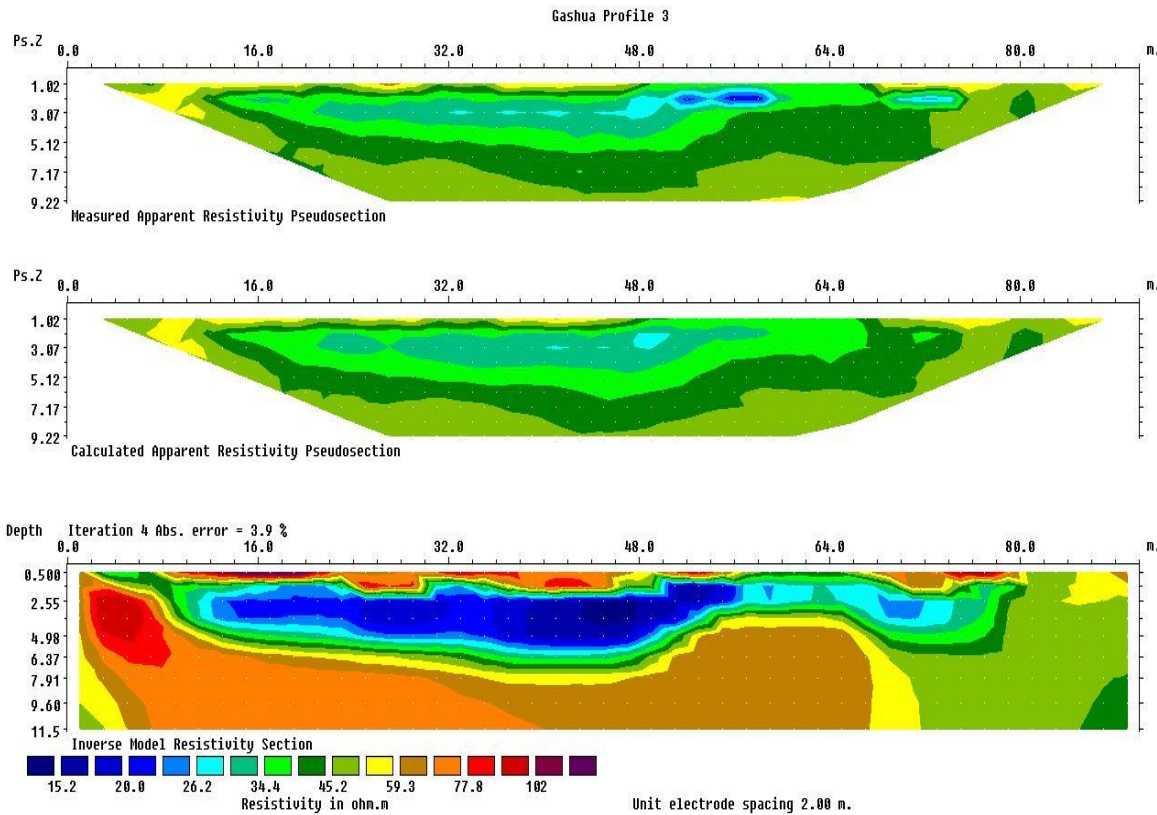 Gashua Profile 3
Ps.Z 0.0 16.0 32.0 48.0 64.0 80.0 m.
1.02
3.07
5.12
7.17
9.22
Measured Apparent Resistivity Pseudosection
Ps.Z 0.0 16.0 32.0 48.0 64.0 80.0 m.
1.02
3.07
5.12
7.17
9.22
Calculated Apparent Resistivity Pseudosection
Depth Iteration 4 Abs. error = 3.9 %
0.0 16.0 32.0 48.0 64.0 80.0 m.
0.500
2.55
4.98
6.37
7.91
9.60
11.5
Inverse Model Resistivity Section
15.2 20.0 26.2 34.4 45.2 59.3 77.8 102
Resistivity in ohm.m Unit electrode spacing 2.00 m.